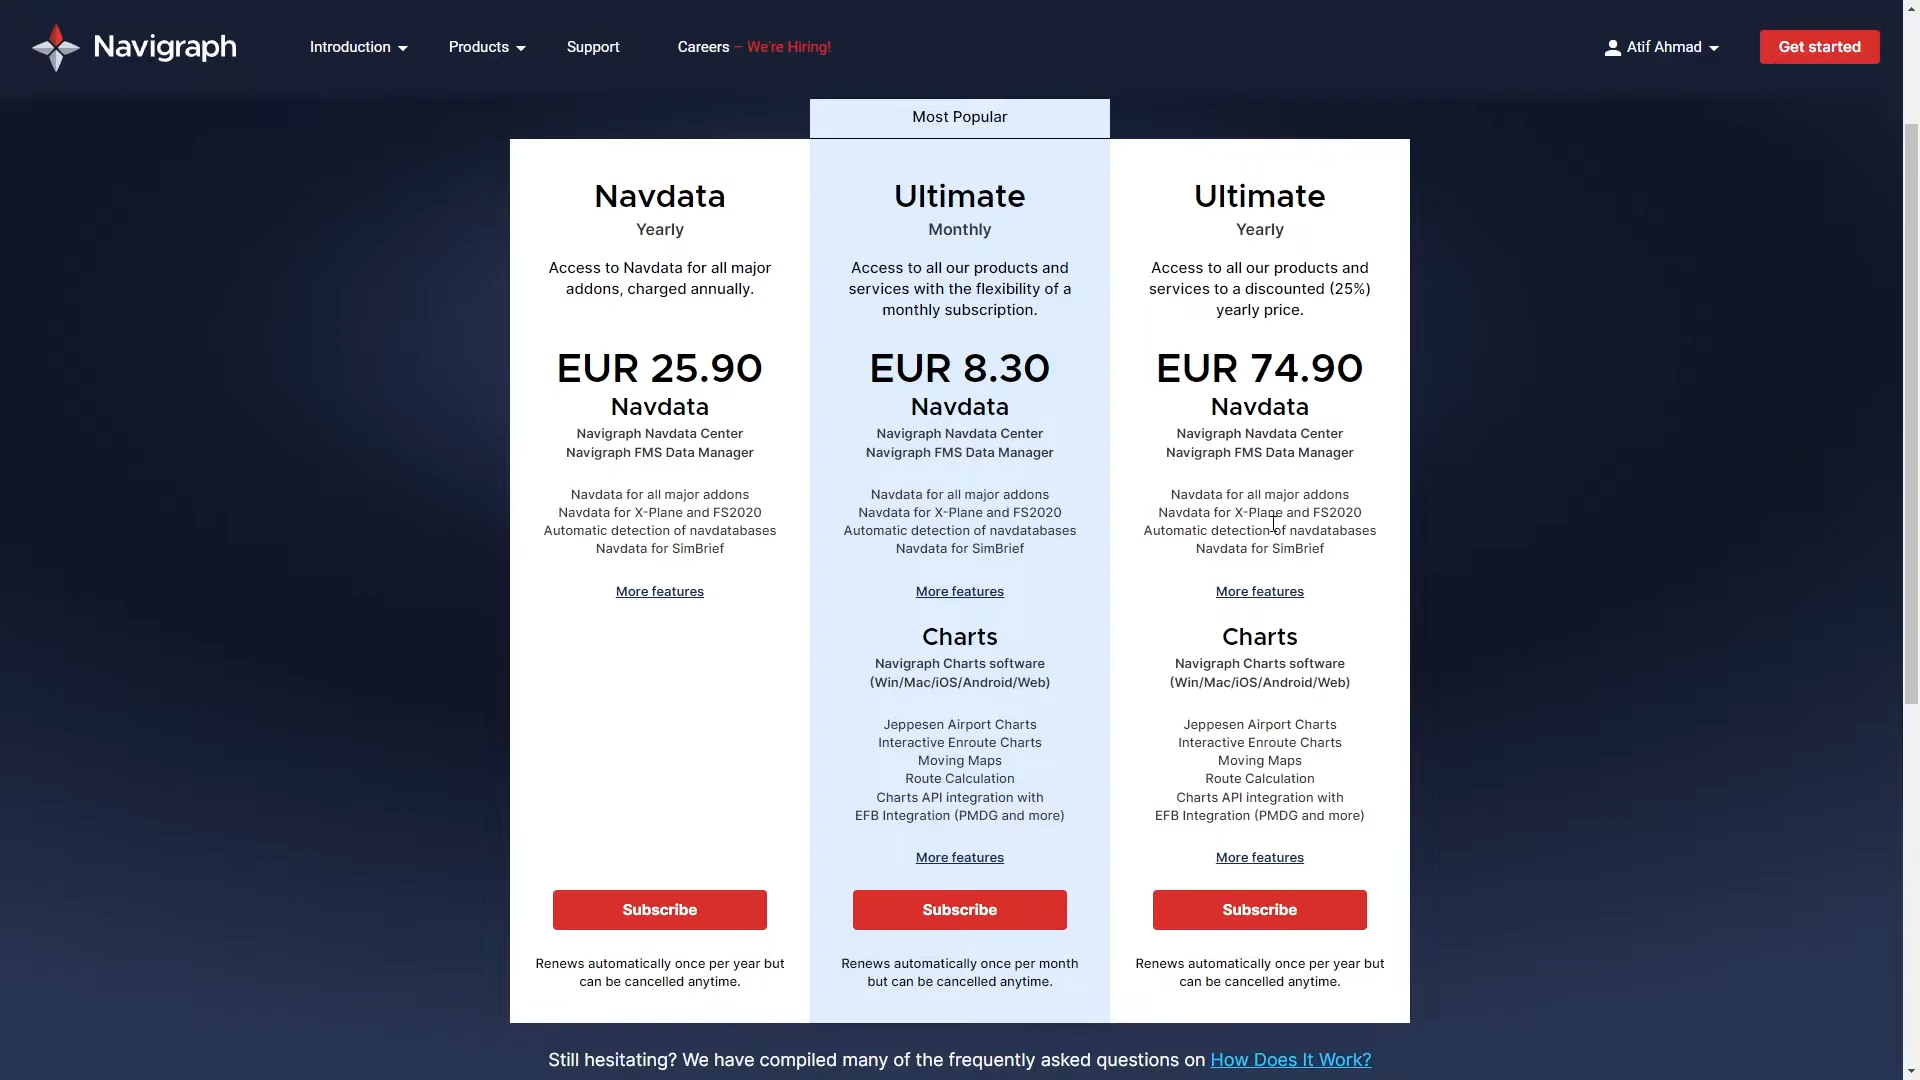 Navigraph
Introduction
Products
Support
Careers – We're Hiring!
Atif Ahmad
Get started
Most Popular
Navdata
Yearly
Access to Navdata for all major
addons, charged annually.
EUR 25.90
Navdata
Navigraph Navdata Center
Navigraph FMS Data Manager
Navdata for all major addons
Navdata for X-Plane and FS2020
Automatic detection of navdatabases
Navdata for SimBrief
More features
Subscribe
Renews automatically once per year but
can be cancelled anytime.
Ultimate
Monthly
Access to all our products and
services with the flexibility of a
monthly subscription.
EUR 8.30
Navdata
Navigraph Navdata Center
Navigraph FMS Data Manager
Navdata for all major addons
Navdata for X-Plane and FS2020
Automatic detection of navdatabases
Navdata for SimBrief
More features
Charts
Navigraph Charts software
(Win/Mac/iOS/Android/Web)
Jeppesen Airport Charts
Interactive Enroute Charts
Moving Maps
Route Calculation
Charts API integration with
EFB Integration (PMDG and more)
More features
Subscribe
Renews automatically once per month
but can be cancelled anytime.
Ultimate
Yearly
Access to all our products and
services to a discounted (25%)
yearly price.
EUR 74.90
Navdata
Navigraph Navdata Center
Navigraph FMS Data Manager
Navdata for all major addons
Navdata for X-Plane and FS2020
Automatic detection of navdatabases
Navdata for SimBrief
More features
Charts
Navigraph Charts software
(Win/Mac/iOS/Android/Web)
Jeppesen Airport Charts
Interactive Enroute Charts
Moving Maps
Route Calculation
Charts API integration with
EFB Integration (PMDG and more)
More features
Subscribe
Renews automatically once per year but
can be cancelled anytime.
Still hesitating? We have compiled many of the frequently asked questions on How Does It Work?